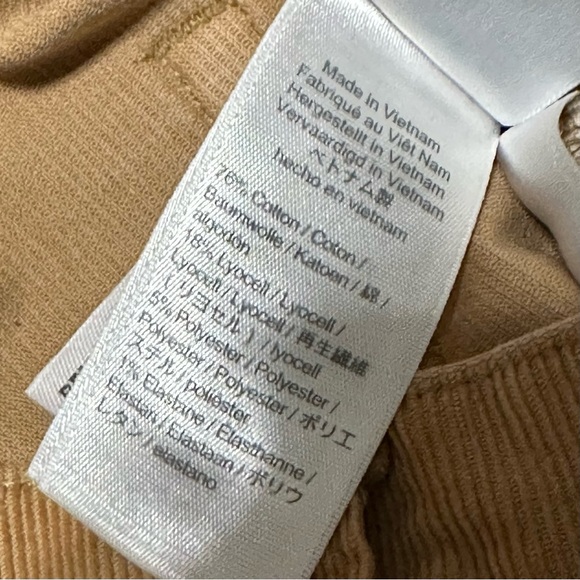 Made in Vietnam
Fabriqué au Viêt Nam
Hergestellt in Vietnam
Vervaardigd in Vietnam
ベトナム製
hecho en vietnam
76% Cotton / Coton /
Baumwolle / Katoen / 綿 /
algodón
18% Lyocell / Lyocell /
Lyocell / Lyocell / 再生繊維
(リヨセル) / lyocell
5% Polyester / Polyester /
Polyester / Polyester / ポリエ
ステル / poliéster
1% Elastane / Elasthanne /
Elastan / Elastaan / ポリウ
レタン / elastano